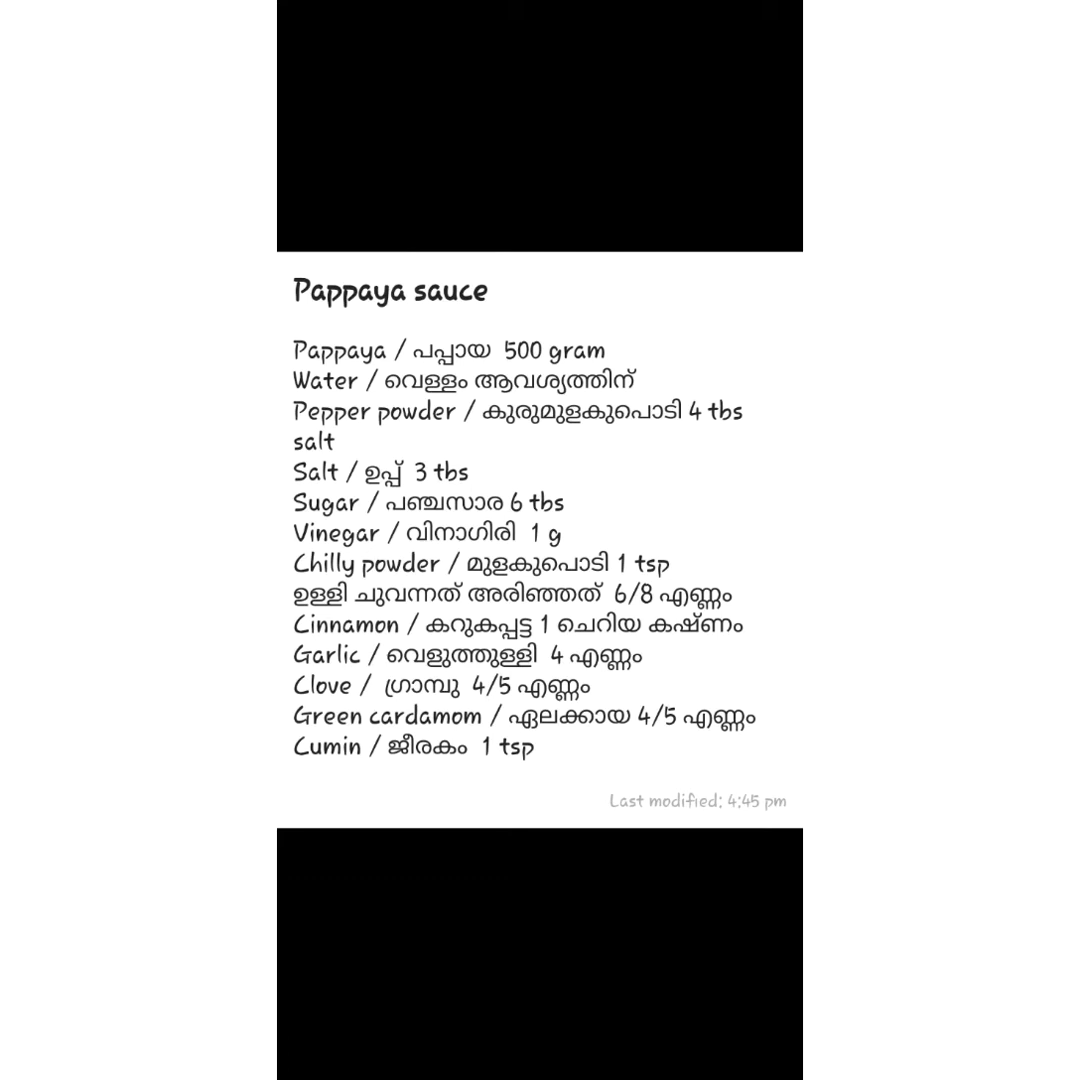 Pappaya sauce
Pappaya / പപ്പായ 500 gram
Water / വെള്ളം ആവശ്യത്തിന്
Pepper powder / കുരുമുളകുപൊടി 4 tbs
salt
Salt / ഉപ്പ് 3 tbs
Sugar / പഞ്ചസാര 6 tbs
Vinegar / വിനാഗിരി 1 g
Chilly powder / മുളകുപൊടി 1 tsp
ഉള്ളി ചുവന്നത് അരിഞ്ഞത് 6/8 എണ്ണം
Cinnamon / കറുകപ്പട്ട 1 ചെറിയ കഷ്ണം
Garlic / വെളുത്തുള്ളി 4 എണ്ണം
Clove / ഗ്രാമ്പു 4/5 എണ്ണം
Green cardamom / ഏലക്കായ 4/5 എണ്ണം
Cumin / ജീരകം 1 tsp
Last modified: 4:45 pm